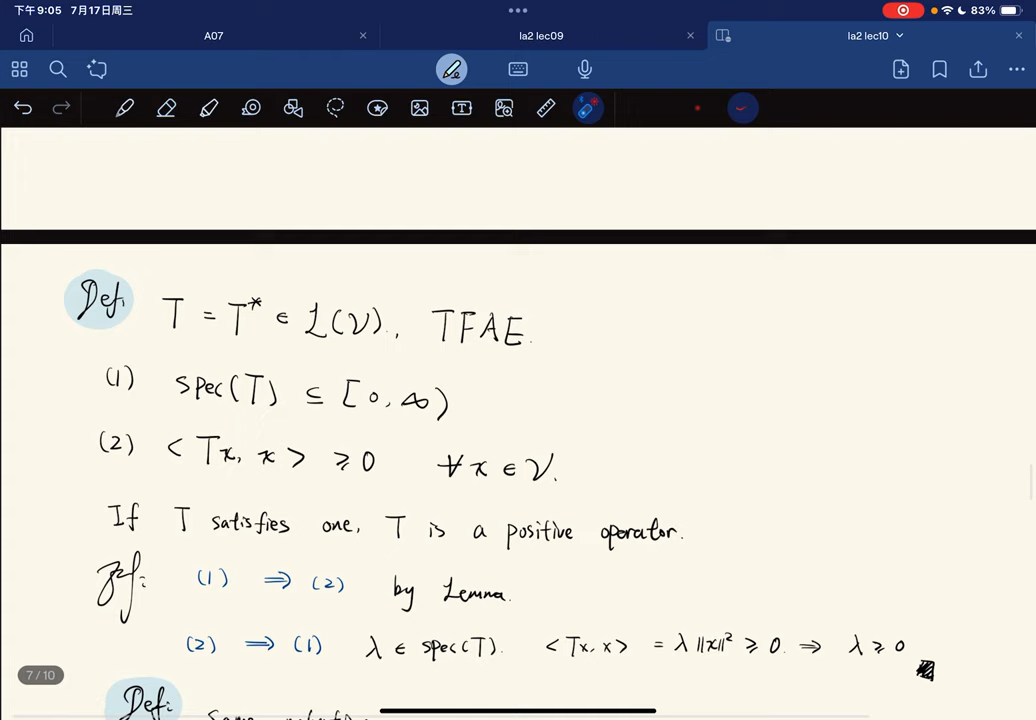 下午9:05 7月17日周三
83%
A07
la2 lec09
la2 lec10
Def:
T = T* ∈ L(V)., TFAE.
(1) spec(T) ⊆ [0, ∞)
(2) <Tx, x> ≥ 0 ∀x ∈ V.
If T satisfies one, T is a positive operator.
Pf: (1) ⟹ (2) by Lemma.
(2) ⟹ (1) λ ∈ spec(T). <Tx, x> = λ||x||² ≥ 0. ⟹ λ ≥ 0
7 / 10
Def: